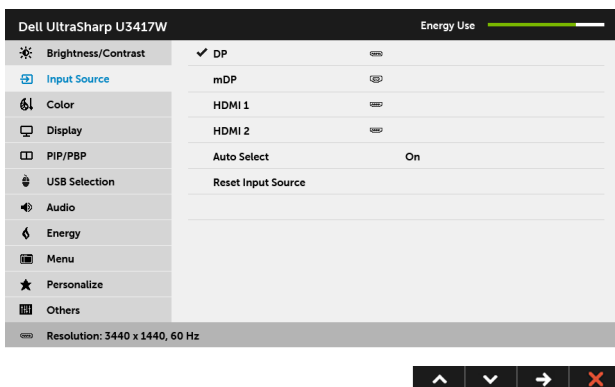 Dell UltraSharp U3417W Energy Use
Brightness/Contrast
Input Source
Color
Display
PIP/PBP
USB Selection
Audio
Energy
Menu
Personalize
Others
DP
mDP
HDMI 1
HDMI 2
Auto Select On
Reset Input Source
Resolution: 3440 x 1440, 60 Hz